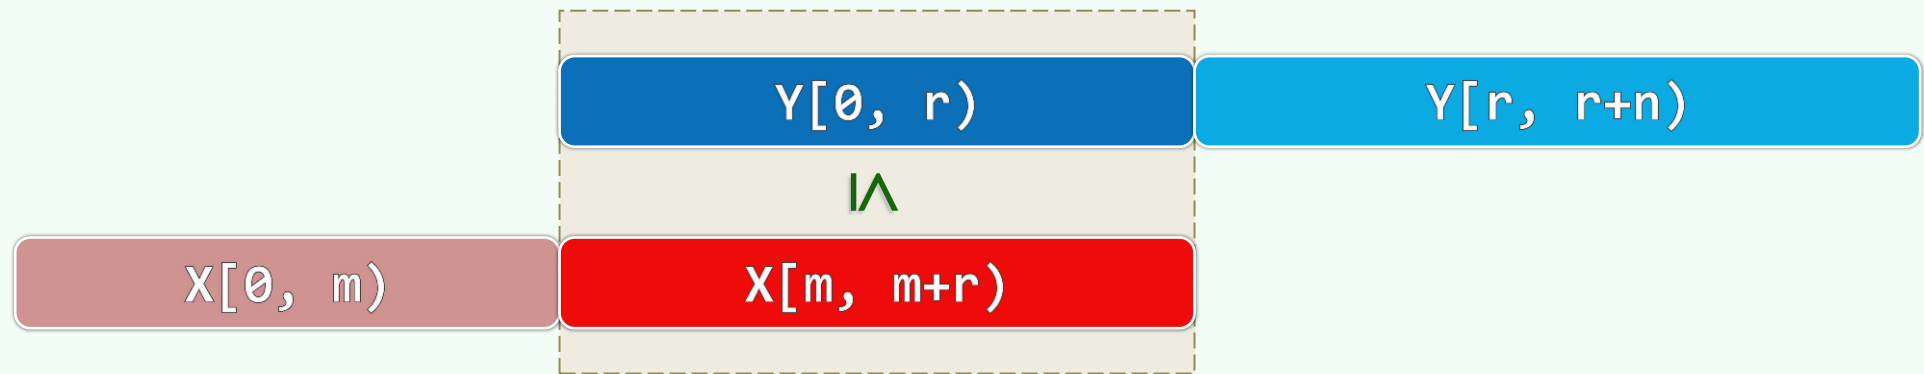 Y[0, r) Y[r, r+n)
≤
X[0, m) X[m, m+r)